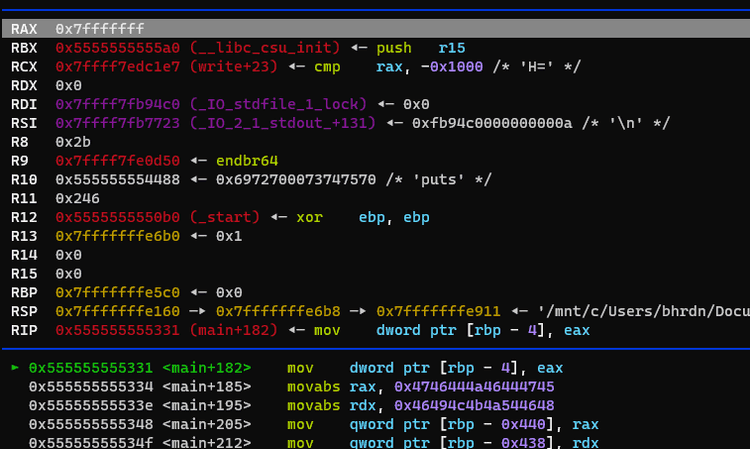 RAX 0x7fffffff
RBX 0x5555555555a0 (__libc_csu_init) ◂— push r15
RCX 0x7ffff7edc1e7 (write+23) ◂— cmp rax, -0x1000 /* 'H=' */
RDX 0x0
RDI 0x7ffff7fb94c0 (_IO_stdfile_1_lock) ◂— 0x0
RSI 0x7ffff7fb7723 (_IO_2_1_stdout_+131) ◂— 0xfb94c0000000000a /* '\n' */
R8 0x2b
R9 0x7ffff7fe0d50 ◂— endbr64
R10 0x555555554488 ◂— 0x6972700073747570 /* 'puts' */
R11 0x246
R12 0x5555555550b0 (_start) ◂— xor ebp, ebp
R13 0x7fffffffe6b0 ◂— 0x1
R14 0x0
R15 0x0
RBP 0x7fffffffe5c0 ◂— 0x0
RSP 0x7fffffffe160 —▸ 0x7fffffffe6b8 —▸ 0x7fffffffe911 ◂— '/mnt/c/Users/bhrdn/Docu
RIP 0x555555555331 (main+182) ◂— mov dword ptr [rbp - 4], eax
► 0x555555555331 <main+182> mov dword ptr [rbp - 4], eax
0x555555555334 <main+185> movabs rax, 0x4746444a46444745
0x55555555533e <main+195> movabs rdx, 0x46494c4b4a544648
0x555555555348 <main+205> mov qword ptr [rbp - 0x440], rax
0x55555555534f <main+212> mov qword ptr [rbp - 0x438], rdx